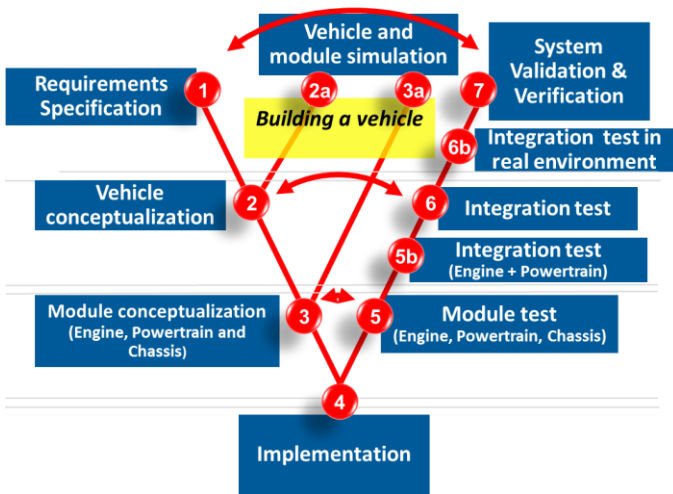 Vehicle and
module simulation
System
Validation &
Verification
Requirements
Specification
1
2a
3a
7
Building a vehicle
6b
Integration test in
real environment
Vehicle
conceptualization
2
6
Integration test
5b
Integration test
(Engine + Powertrain)
Module conceptualization
(Engine, Powertrain and
Chassis)
3
5
Module test
(Engine, Powertrain, Chassis)
4
Implementation